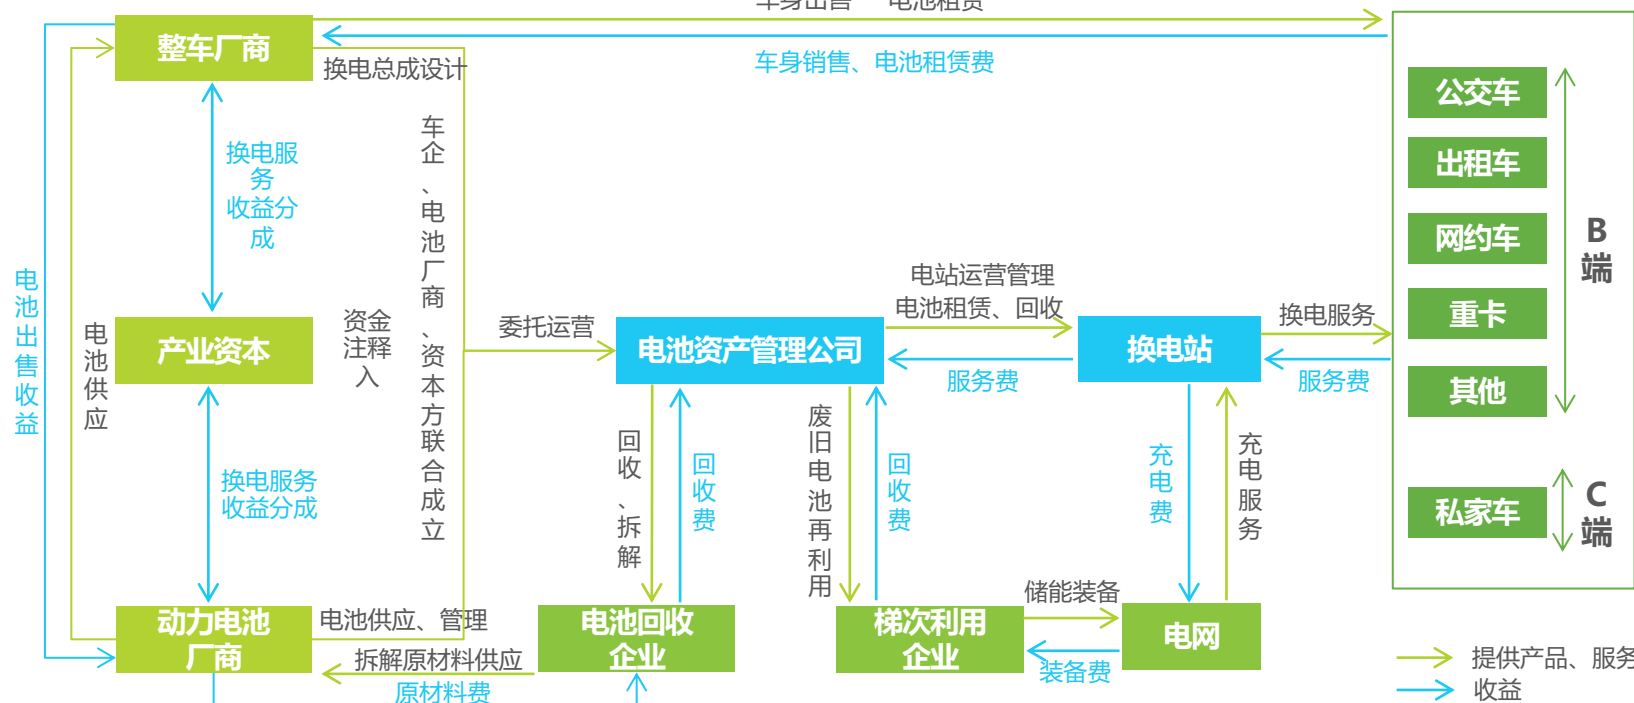 车身出售 电池租赁
整车厂商
换电总成设计
车身销售、电池租赁费
公交车
出租车
网约车
重卡
其他
B
端
私家车
C
端
换电服
务
收益分
成
车企、电池厂商、资本方联合成立
电池出售收益
电池供应
产业资本
资金
注释
入
委托运营
电池资产管理公司
电站运营管理
电池租赁、回收
服务费
换电站
换电服务
服务费
换电服务
收益分成
回收、拆解
回收费
废旧电池再利用
回收费
充电费
充电服务
动力电池
厂商
电池供应、管理
拆解原材料供应
原材料费
电池回收
企业
梯次利用
企业
储能装备
装备费
电网
提供产品、服务
收益